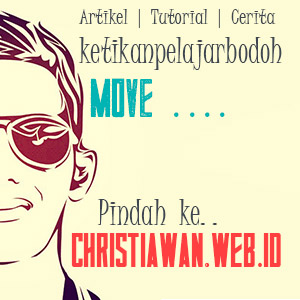 Artikel | Tutorial | Cerita
ketikanpelajarbodoh
MOVE ....
Pindah ke..
CHRISTIAWAN.WEB.ID